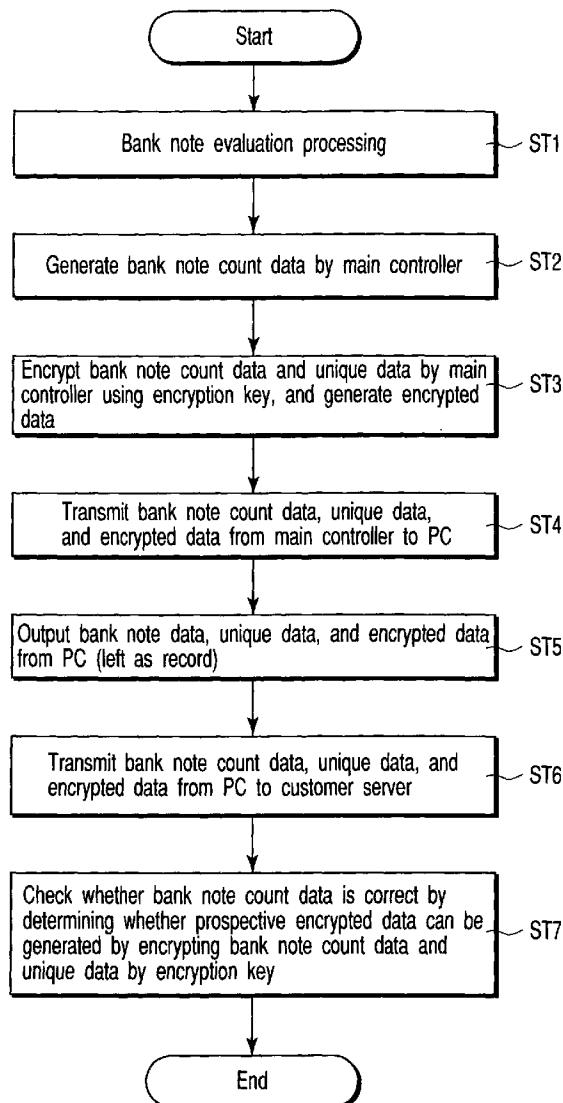 Start
Bank note evaluation processing
ST1
Generate bank note count data by main controller
ST2
Encrypt bank note count data and unique data by main
controller using encryption key, and generate encrypted
data
ST3
Transmit bank note count data, unique data,
and encrypted data from main controller to PC
ST4
Output bank note data, unique data, and encrypted data
from PC (left as record)
ST5
Transmit bank note count data, unique data, and
encrypted data from PC to customer server
ST6
Check whether bank note count data is correct by
determining whether prospective encrypted data can be
generated by encrypting bank note count data and
unique data by encryption key
ST7
End